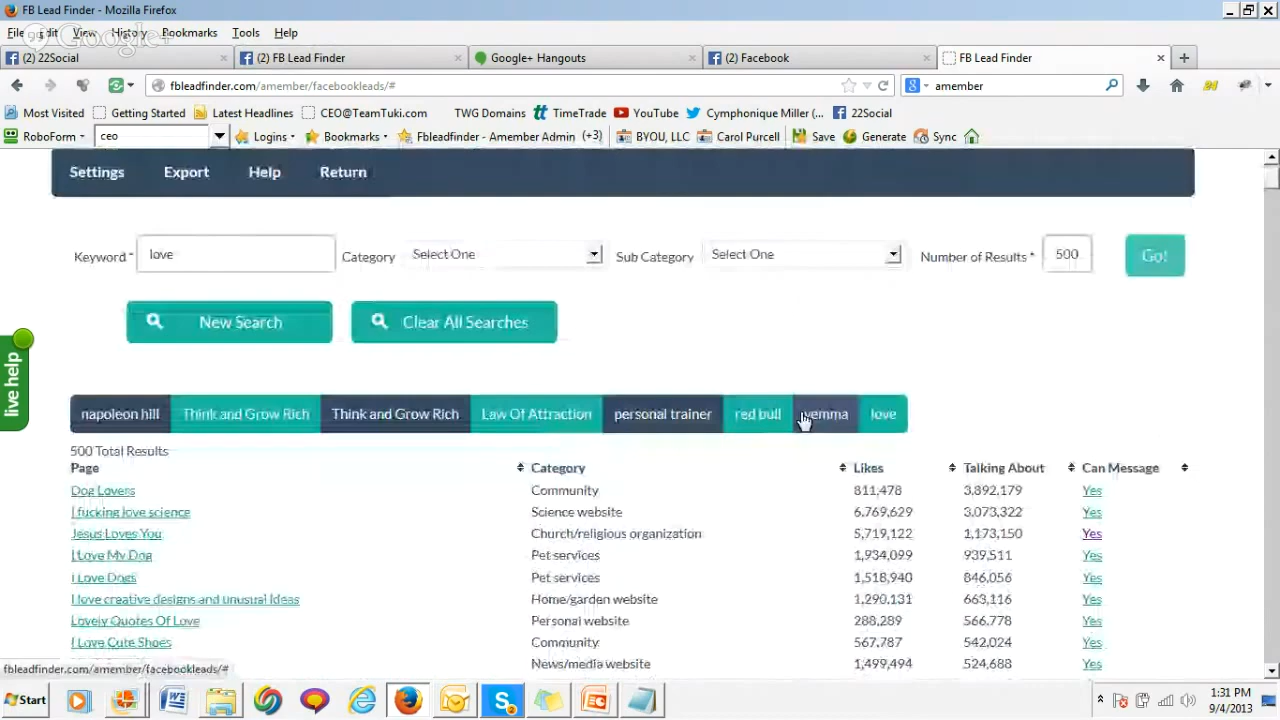 FB Lead Finder - Mozilla Firefox
File Edit View History Bookmarks Tools Help
Google+
(2) 22Social (2) FB Lead Finder Google+ Hangouts (2) Facebook FB Lead Finder
fbleadfinder.com/amember/facebookleads/# amember
Most Visited Getting Started Latest Headlines CEO@TeamTuki.com TWG Domains TimeTrade YouTube Cymphonique Miller (... 22Social
RoboForm ceo Logins Bookmarks Fbleadfinder - Amember Admin (+3) BYOU, LLC Carol Purcell Save Generate Sync
Settings Export Help Return
Keyword * love Category Select One Sub Category Select One Number of Results * 500 Go!
New Search Clear All Searches
live help
napoleon hill Think and Grow Rich Think and Grow Rich Law Of Attraction personal trainer red bull vemma love
500 Total Results
Page Category Likes Talking About Can Message
Dog Lovers Community 811,478 3,892,179 Yes
I fucking love science Science website 6,769,629 3,073,322 Yes
Jesus Loves You Church/religious organization 5,719,122 1,173,150 Yes
I Love My Dog Pet services 1,934,099 939,511 Yes
I Love Dogs Pet services 1,518,940 846,056 Yes
I love creative designs and unusual ideas Home/garden website 1,290,131 663,116 Yes
Lovely Quotes Of Love Personal website 288,289 566,778 Yes
I Love Cute Shoes Community 567,787 542,024 Yes
News/media website 1,499,494 524,688 Yes
fbleadfinder.com/amember/facebookleads/#
Start 1:31 PM
9/4/2013